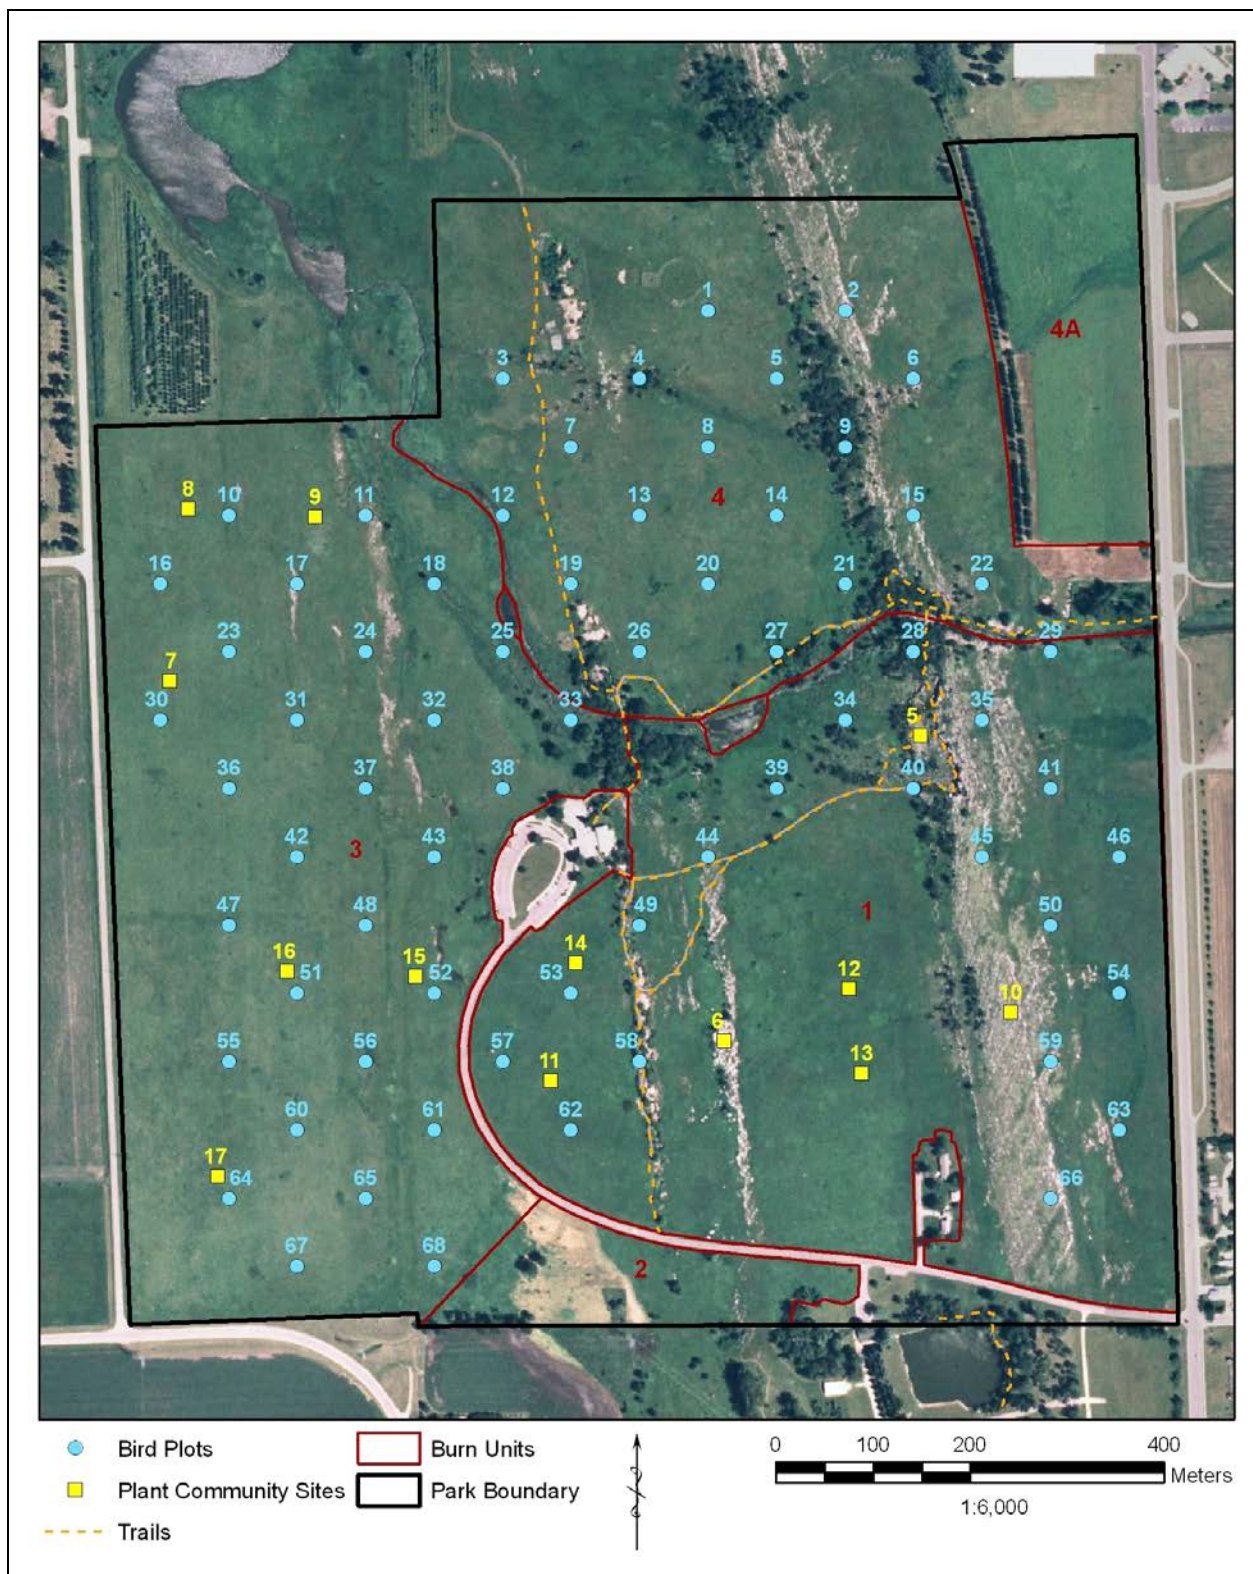 1 2
4A
3 4 5 6
7 8 9
8 10 9 11 12 13 4 14 15
16 17 18 19 20 21 22
23 24 25 26 27 28 29
7
30 31 32 33 34 5 35
36 37 38 39 40 41
42 3 43 44 45 46
47 48 49 1 50
16 51 15 52 14 53 12 10 54
55 56 57 11 58 6 13 59
60 61 62 63
17 64 65 66
67 68 2
Bird Plots
Plant Community Sites
Trails
Burn Units
Park Boundary
0 100 200 400
Meters
1:6,000